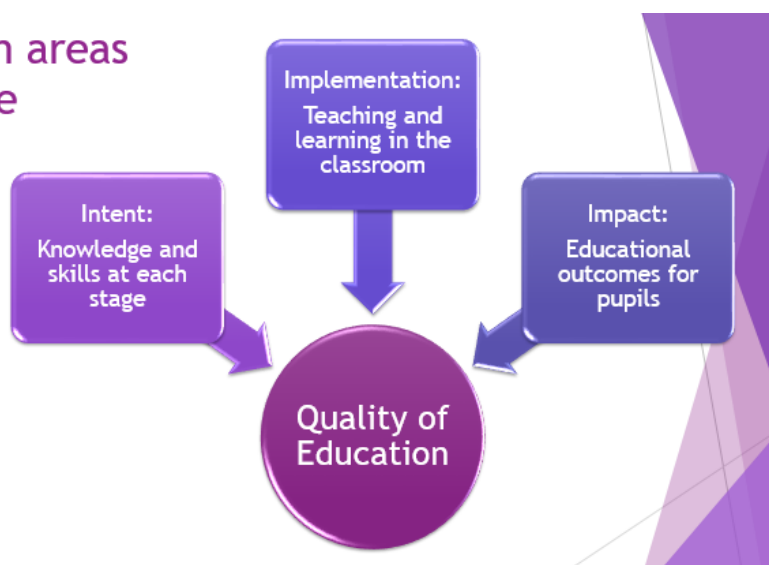 areas
Implementation:
Teaching and
learning in the
classroom
Intent:
Knowledge and
skills at each
stage
Impact:
Educational
outcomes for
pupils
Quality of
Education